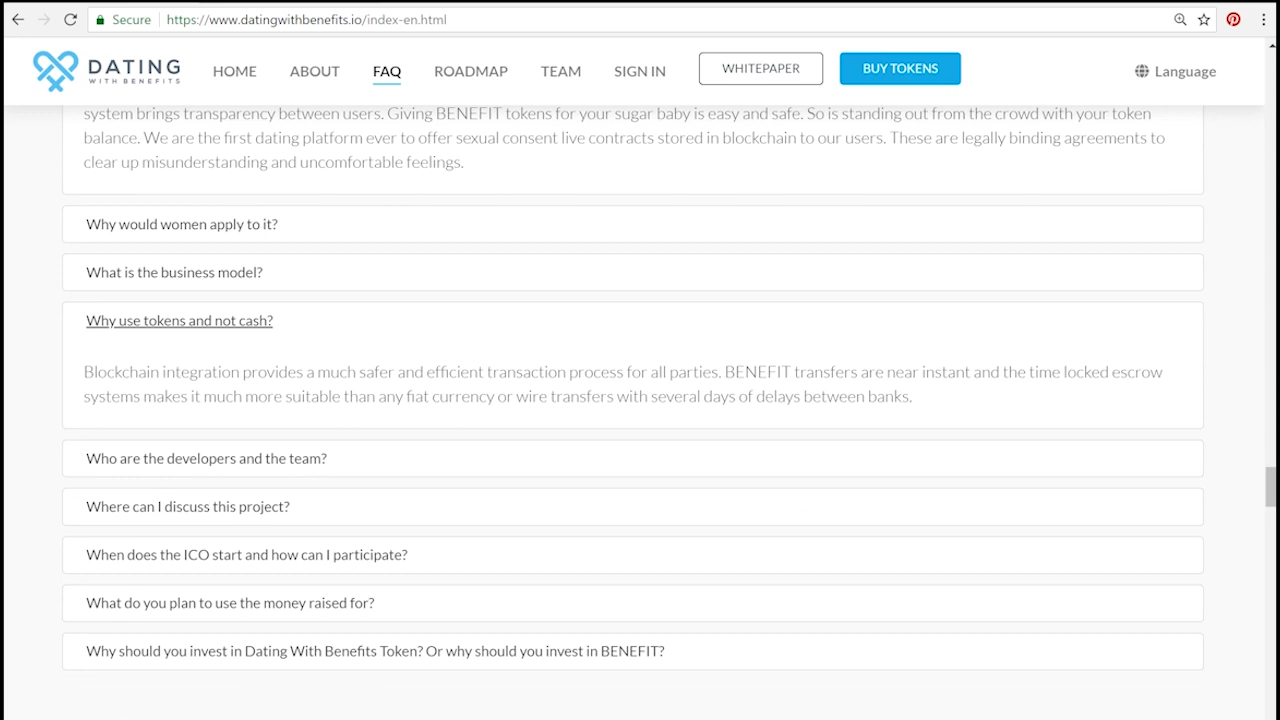 Secure https://www.datingwithbenefits.io/index-en.html
DATING
WITH BENEFITS
HOME ABOUT FAQ ROADMAP TEAM SIGN IN WHITEPAPER BUY TOKENS Language
system brings transparency between users. Giving BENEFIT tokens for your sugar baby is easy and safe. So is standing out from the crowd with your token
balance. We are the first dating platform ever to offer sexual consent live contracts stored in blockchain to our users. These are legally binding agreements to
clear up misunderstanding and uncomfortable feelings.
Why would women apply to it?
What is the business model?
Why use tokens and not cash?
Blockchain integration provides a much safer and efficient transaction process for all parties. BENEFIT transfers are near instant and the time locked escrow
systems makes it much more suitable than any fiat currency or wire transfers with several days of delays between banks.
Who are the developers and the team?
Where can I discuss this project?
When does the ICO start and how can I participate?
What do you plan to use the money raised for?
Why should you invest in Dating With Benefits Token? Or why should you invest in BENEFIT?